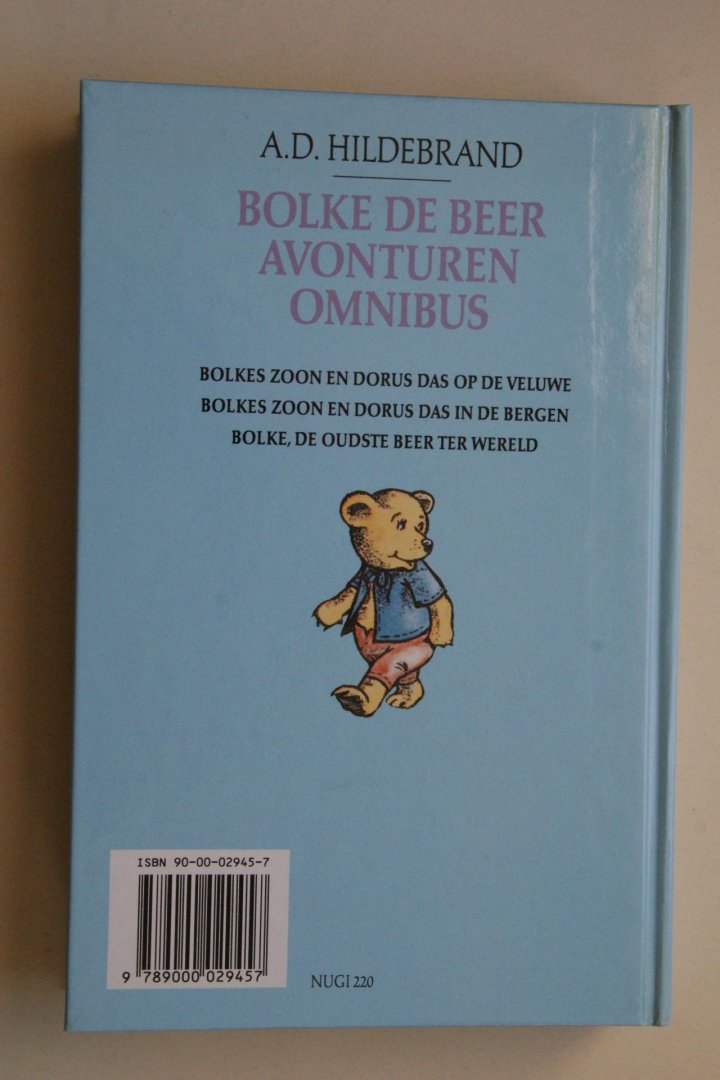 A.D. HILDEBRAND
BOLKE DE BEER
AVONTUREN
OMNIBUS
BOLKES ZOON EN DORUS DAS OP DE VELUWE
BOLKES ZOON EN DORUS DAS IN DE BERGEN
BOLKE, DE OUDSTE BEER TER WERELD
ISBN 90-00-02945-7
9 789000 029457
NUGI 220